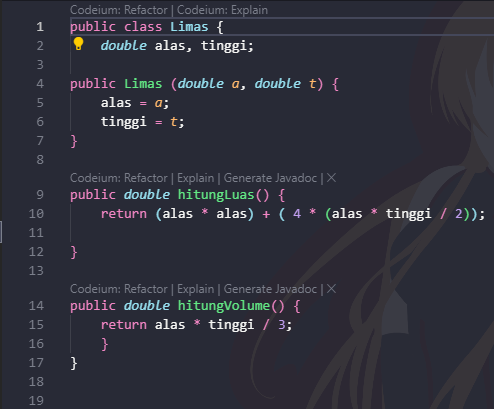 Codeium: Refactor | Codeium: Explain
1 public class Limas {
2 double alas, tinggi;
3
4 public Limas (double a, double t) {
5 alas = a;
6 tinggi = t;
7 }
8
Codeium: Refactor | Explain | Generate Javadoc | ×
9 public double hitungLuas() {
10 return (alas * alas) + ( 4 * (alas * tinggi / 2));
11
12 }
13
Codeium: Refactor | Explain | Generate Javadoc | ×
14 public double hitungVolume() {
15 return alas * tinggi / 3;
16 }
17 }
18
19